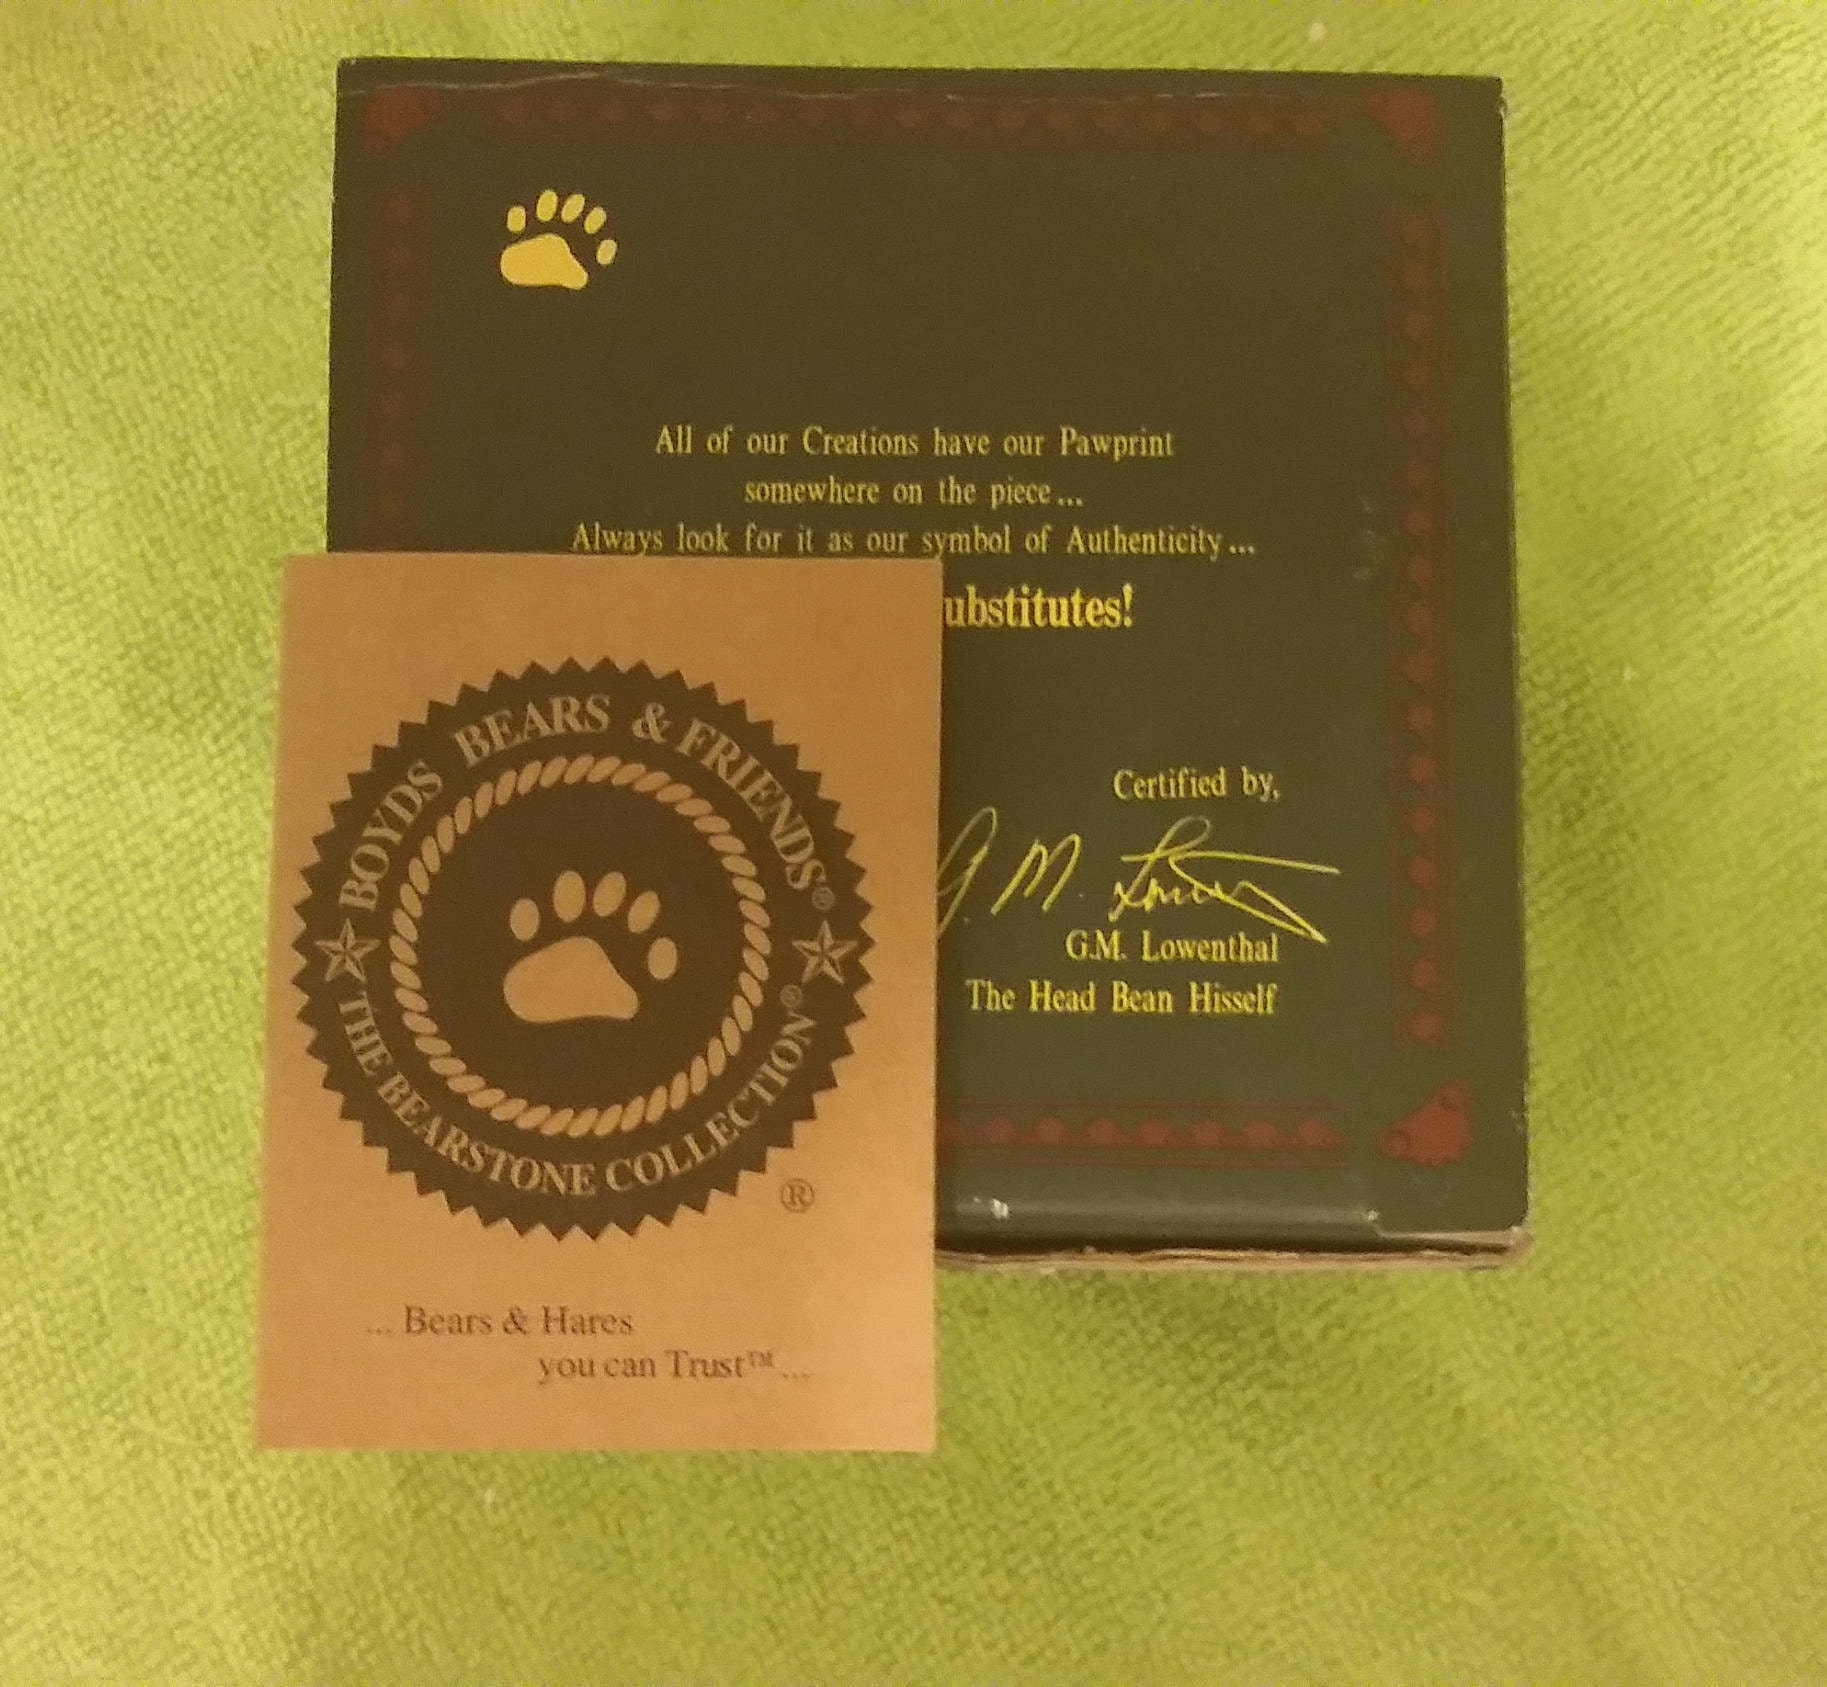 All of our Creations have our Pawprint
somewhere on the piece...
Always look for it as our symbol of Authenticity...
ubstitutes!
Certified by,
G.M. Lowenthal
The Head Bean Hisself
BOYDS BEARS & FRIENDS®
THE BEARSTONE COLLECTION®
®
... Bears & Hares
you can Trust™...